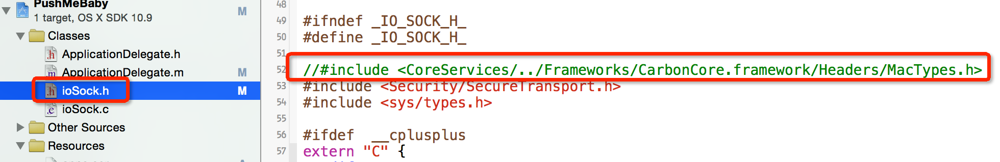 PushMeBaby
M
1 target, OS X SDK 10.9
Classes
ApplicationDelegate.h
ApplicationDelegate.m
M
ioSock.h
M
ioSock.c
Other Sources
Resources
48
49 #ifndef _IO_SOCK_H_
50 #define _IO_SOCK_H_
51
52 //#include <CoreServices/../Frameworks/CarbonCore.framework/Headers/MacTypes.h>
53 #include <Security/SecureTransport.h>
54 #include <sys/types.h>
55
56 #ifdef __cplusplus
57 extern "C" {